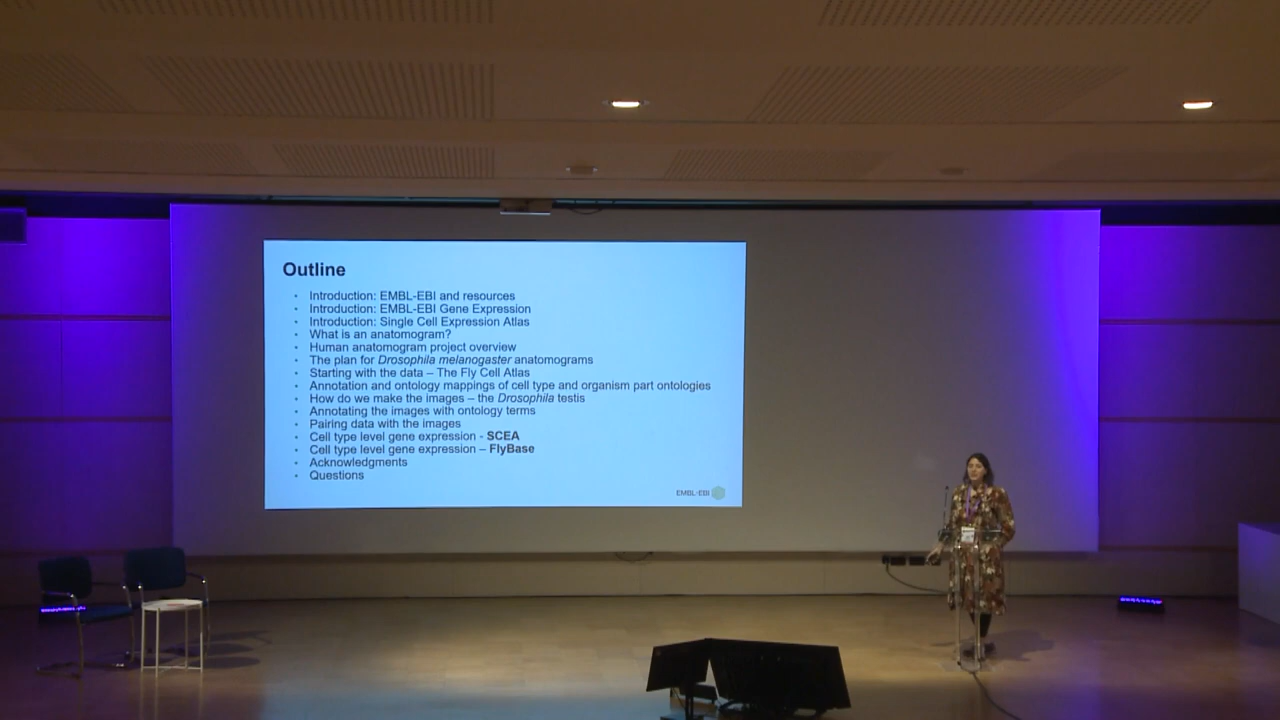 Outline
• Introduction: EMBL-EBI and resources
• Introduction: EMBL-EBI Gene Expression
• Introduction: Single Cell Expression Atlas
• What is an anatomogram?
• Human anatomogram project overview
• The plan for Drosophila melanogaster anatomograms
• Starting with the data – The Fly Cell Atlas
• Annotation and ontology mappings of cell type and organism part ontologies
• How do we make the images – the Drosophila testis
• Annotating the images with ontology terms
• Pairing data with the images
• Cell type level gene expression - SCEA
• Cell type level gene expression – FlyBase
• Acknowledgments
• Questions
EMBL-EBI